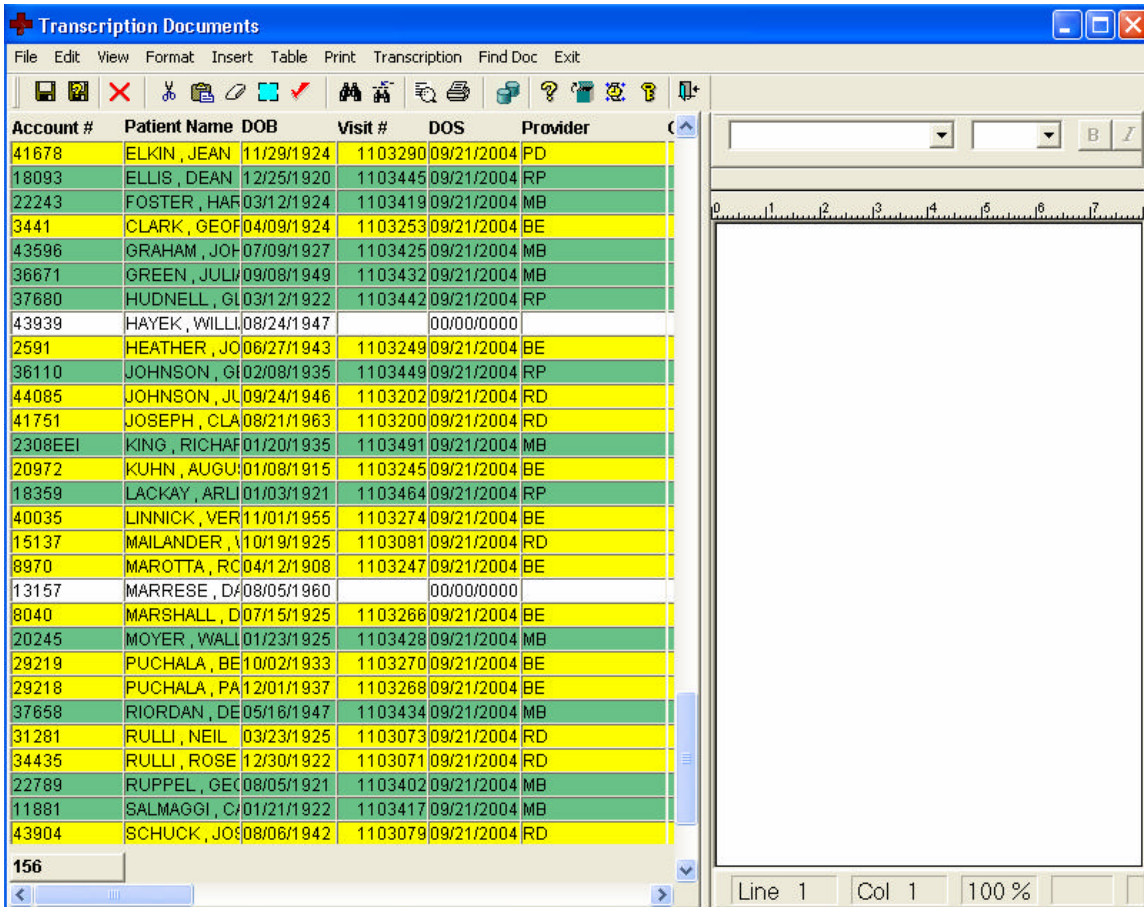 Transcription Documents
File Edit View Format Insert Table Print Transcription Find Doc Exit
Account # Patient Name DOB Visit # DOS Provider
B I
0 1 2 3 4 5 6 7
41678 ELKIN , JEAN 11/29/1924 1103290 09/21/2004 PD
18093 ELLIS , DEAN 12/25/1920 1103445 09/21/2004 RP
22243 FOSTER , HAR 03/12/1924 1103419 09/21/2004 MB
3441 CLARK , GEOF 04/09/1924 1103253 09/21/2004 BE
43596 GRAHAM , JOH 07/09/1927 1103425 09/21/2004 MB
36671 GREEN , JULI 09/08/1949 1103432 09/21/2004 MB
37680 HUDNELL , GL 03/12/1922 1103442 09/21/2004 RP
43939 HAYEK , WILLI 08/24/1947 00/00/0000
2591 HEATHER , JO 06/27/1943 1103249 09/21/2004 BE
36110 JOHNSON , G 02/08/1935 1103449 09/21/2004 RP
44085 JOHNSON , JU 09/24/1946 1103202 09/21/2004 RD
41751 JOSEPH , CLA 08/21/1963 1103200 09/21/2004 RD
2308EEI KING , RICHAR 01/20/1935 1103491 09/21/2004 MB
20972 KUHN , AUGU 01/08/1915 1103245 09/21/2004 BE
18359 LACKAY , ARLI 01/03/1921 1103464 09/21/2004 RP
40035 LINNICK , VER 11/01/1955 1103274 09/21/2004 BE
15137 MAILANDER , 10/19/1925 1103081 09/21/2004 RD
8970 MAROTTA , RO 04/12/1908 1103247 09/21/2004 BE
13157 MARRESE , DA 08/05/1960 00/00/0000
8040 MARSHALL , D 07/15/1925 1103266 09/21/2004 BE
20245 MOYER , WALL 01/23/1925 1103428 09/21/2004 MB
29219 PUCHALA , BE 10/02/1933 1103270 09/21/2004 BE
29218 PUCHALA , PA 12/01/1937 1103268 09/21/2004 BE
37658 RIORDAN , DE 05/16/1947 1103434 09/21/2004 MB
31281 RULLI , NEIL 03/23/1925 1103073 09/21/2004 RD
34435 RULLI , ROSE 12/30/1922 1103071 09/21/2004 RD
22789 RUPPEL , GEO 08/05/1921 1103402 09/21/2004 MB
11881 SALMAGGI , CA 01/21/1922 1103417 09/21/2004 MB
43904 SCHUCK , JOS 08/06/1942 1103079 09/21/2004 RD
156
Line 1 Col 1 100 %